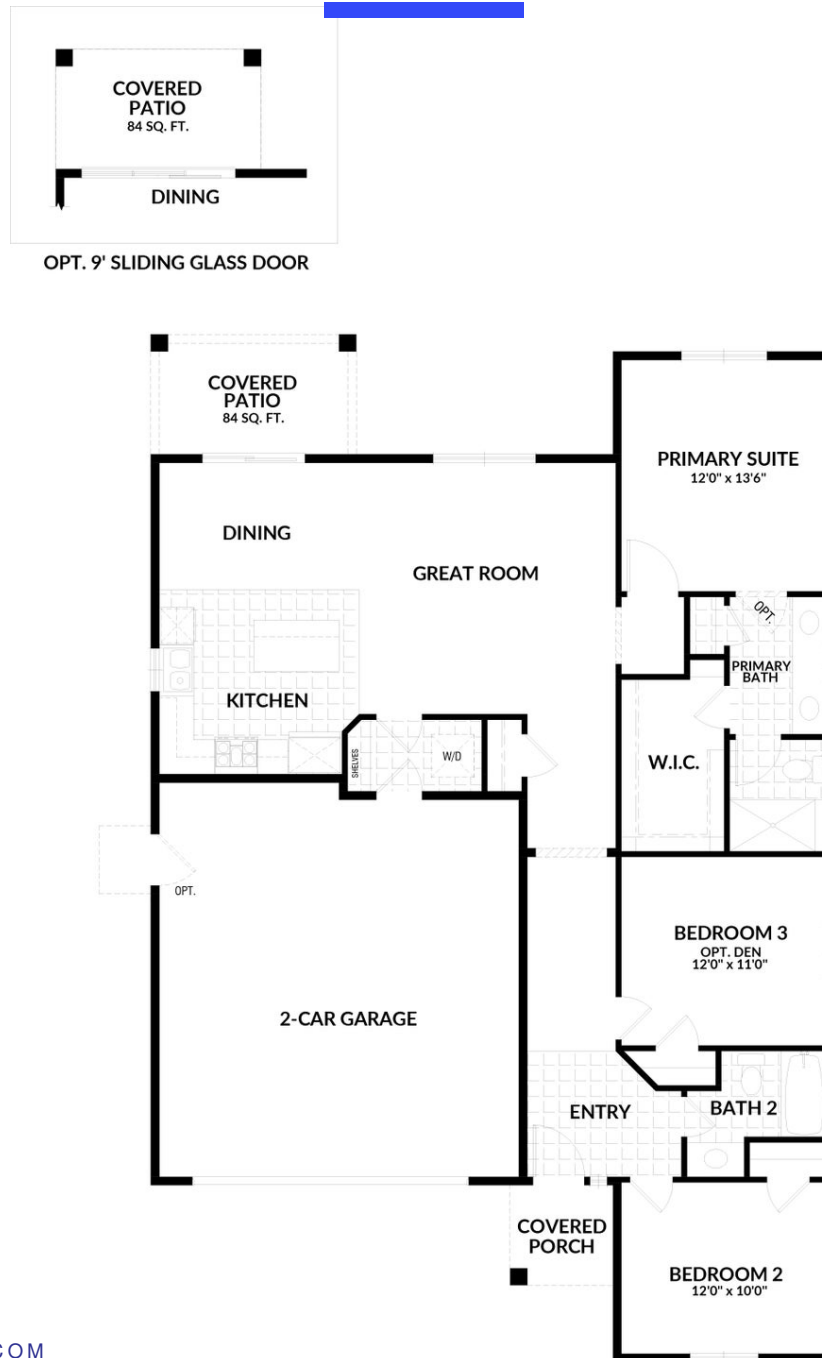 COVERED
PATIO
84 SQ. FT.
DINING
OPT. 9' SLIDING GLASS DOOR
COVERED
PATIO
84 SQ. FT.
PRIMARY SUITE
12'0" x 13'6"
DINING
GREAT ROOM
OPT.
PRIMARY
BATH
KITCHEN
SHELVES
W/D
W.I.C.
OPT.
BEDROOM 3
OPT. DEN
12'0" x 11'0"
2-CAR GARAGE
ENTRY
BATH 2
COVERED
PORCH
BEDROOM 2
12'0" x 10'0"
COM